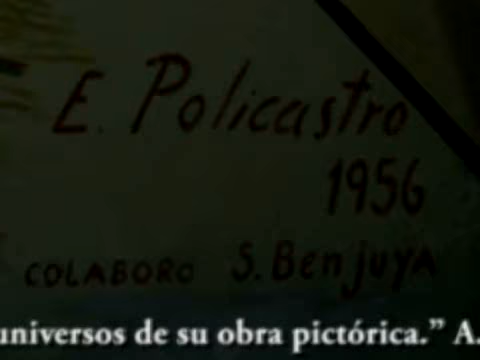 E. Policastro
1956
COLABORO S. Benjuya
universos de su obra pictórica.” A.